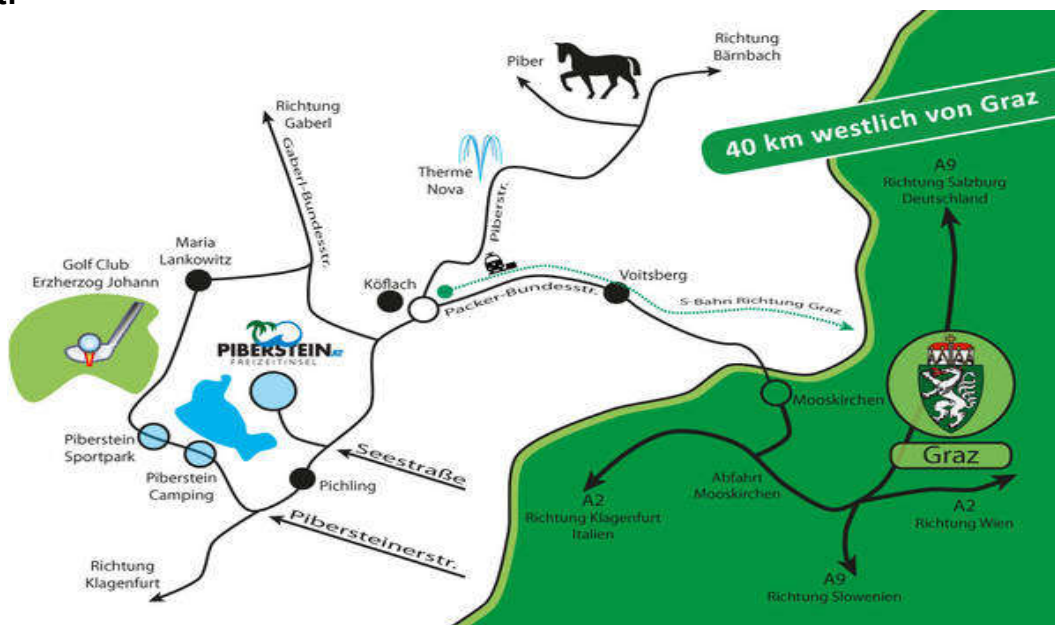 Richtung
Bärnbach
Piber
40 km westlich von Graz
Richtung
Gaberl
Gaberl-Bundesstr.
Therme
Nova
Piberstr.
A9
Richtung Salzburg
Deutschland
Maria
Lankowitz
Golf Club
Erzherzog Johann
Köflach
Packer-Bundesstr.
Voitsberg
S-Bahn Richtung Graz
PIBERSTEIN.AT
FREIZEITINSEL
Mooskirchen
Piberstein
Sportpark
Piberstein
Camping
Seestraße
Pichling
Graz
Abfahrt
Mooskirchen
A2
Richtung Klagenfurt
Italien
A2
Richtung Wien
Pibersteinerstr.
Richtung
Klagenfurt
A9
Richtung Slowenien